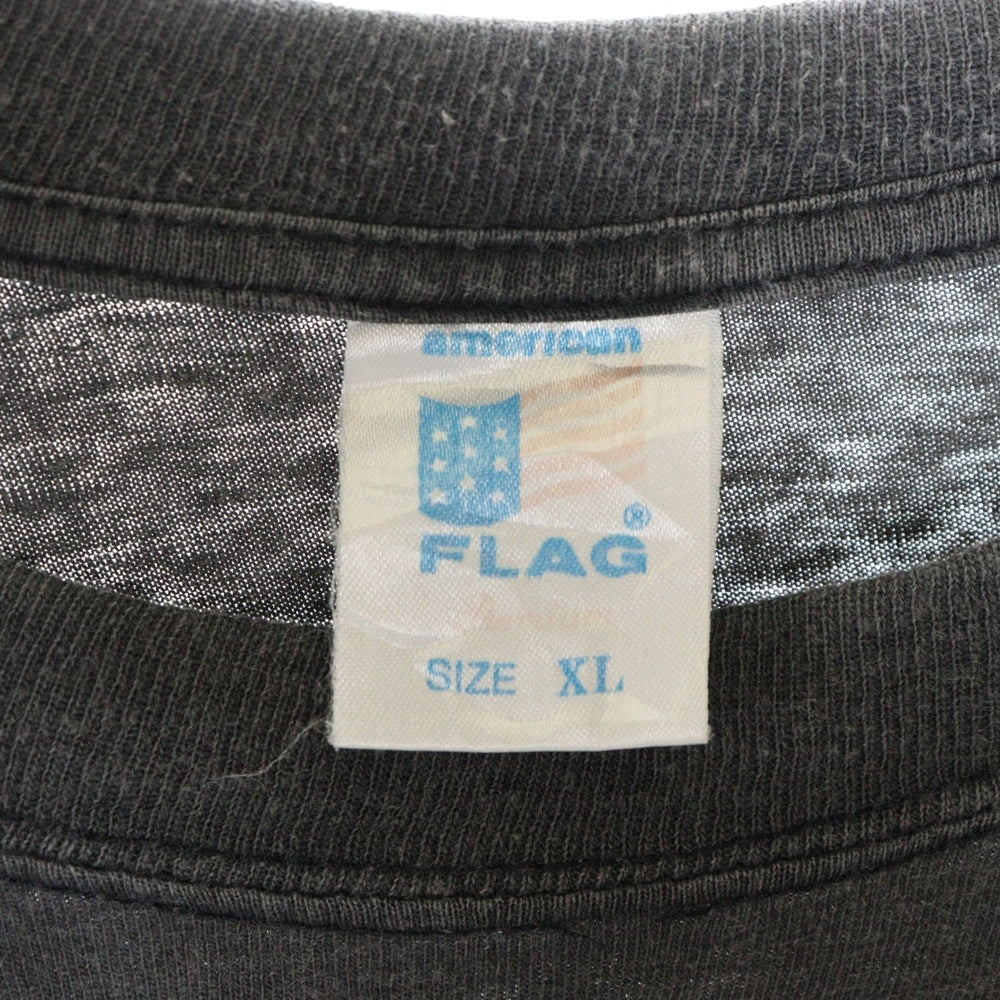 american
®
FLAG
SIZE XL